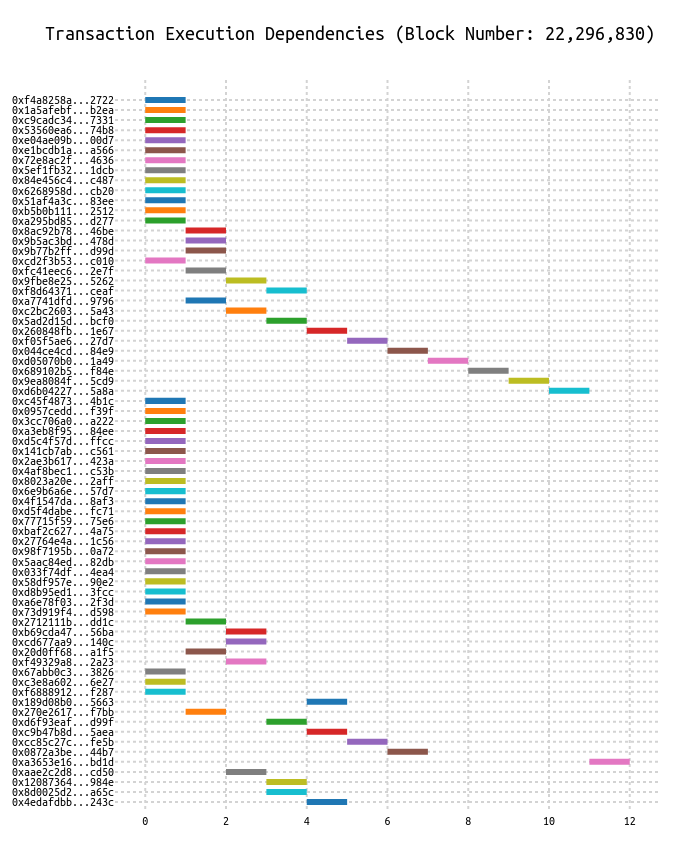 Transaction Execution Dependencies (Block Number: 22,296,830)
0xf4a8258a...2722
0x1a5afebf...b2ea
0xc9cadc34...7331
0x53560ea6...74b8
0xe04ae09b...00d7
0xe1bcdb1a...a566
0x72e8ac2f...4636
0x5ef1fb32...1dcb
0x84e456c4...c487
0x6268958d...cb20
0x51af4a3c...83ee
0xb5b0b111...2512
0xa295bd85...d277
0x8ac92b78...46be
0x9b5ac3bd...478d
0x9b77b2ff...d99d
0xcd2f3b53...c010
0xfc41eec6...2e7f
0x9fbe8e25...5262
0xf8d64371...ceaf
0xa7741dfd...9796
0xc2bc2603...5a43
0x5ad2d15d...bcf0
0x260848fb...1e67
0xf05f5ae6...27d7
0x044ce4cd...84e9
0xd05070b0...1a49
0x689102b5...f84e
0x9ea8084f...5cd9
0xd6b04227...5a8a
0xc45f4873...4b1c
0x0957cedd...f39f
0x3cc706a0...a222
0xa3eb8f95...84ee
0xd5c4f57d...ffcc
0x141cb7ab...c561
0x2ae3b617...423a
0x4af8bec1...c53b
0x8023a20e...2aff
0x6e9b6a6e...57d7
0x4f1547da...8af3
0xd5f4dabe...fc71
0x77715f59...75e6
0xbaf2c627...4a75
0x27764e4a...1c56
0x98f7195b...0a72
0x5aac84ed...82db
0x033f74df...4ea4
0x58df957e...90e2
0xd8b95ed1...3fcc
0xa6e78f03...2f3d
0x73d919f4...d598
0x2712111b...dd1c
0xb69cda47...56ba
0xcd677aa9...140c
0x20d0ff68...a1f5
0xf49329a8...2a23
0x67abb0c3...3826
0xc3e8a602...6e27
0xf6888912...f287
0x189d08b0...5663
0x270e2617...f7bb
0xd6f93eaf...d99f
0xc9b47b8d...5aea
0xcc85c27c...fe5b
0x0872a3be...44b7
0xa3653e16...bd1d
0xaae2c2d8...cd50
0x12087364...984e
0x8d0025d2...a65c
0x4edafdbb...243c
0 2 4 6 8 10 12